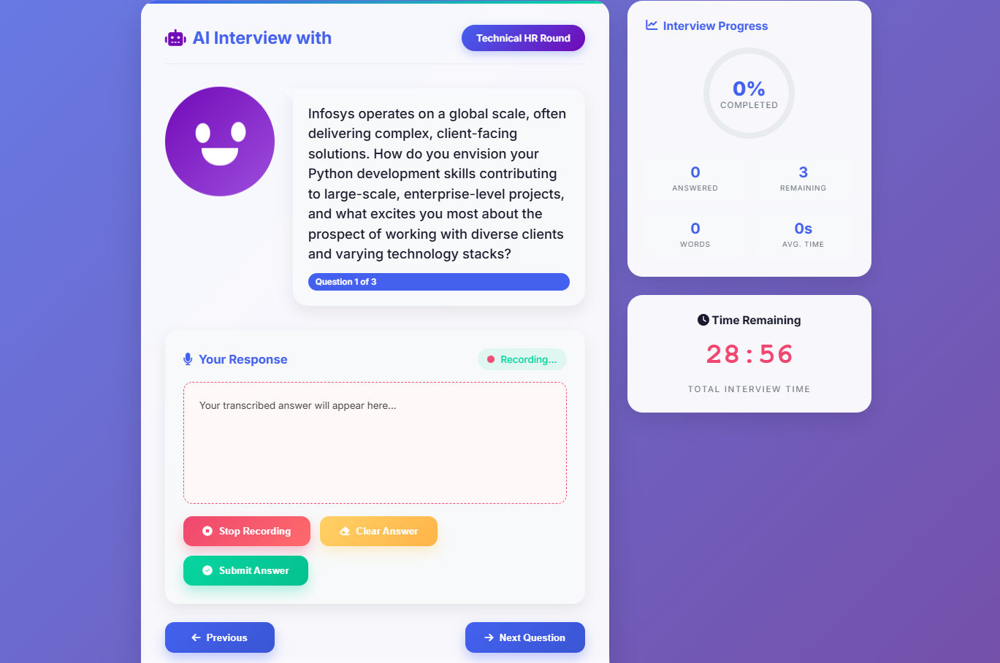 AI Interview with
Technical HR Round
Infosys operates on a global scale, often
delivering complex, client-facing
solutions. How do you envision your
Python development skills contributing
to large-scale, enterprise-level projects,
and what excites you most about the
prospect of working with diverse clients
and varying technology stacks?
Question 1 of 3
Your Response
Recording...
Your transcribed answer will appear here...
Stop Recording
Clear Answer
Submit Answer
Previous
Next Question
Interview Progress
0%
COMPLETED
0
ANSWERED
3
REMAINING
0
WORDS
0s
AVG. TIME
Time Remaining
28:56
TOTAL INTERVIEW TIME